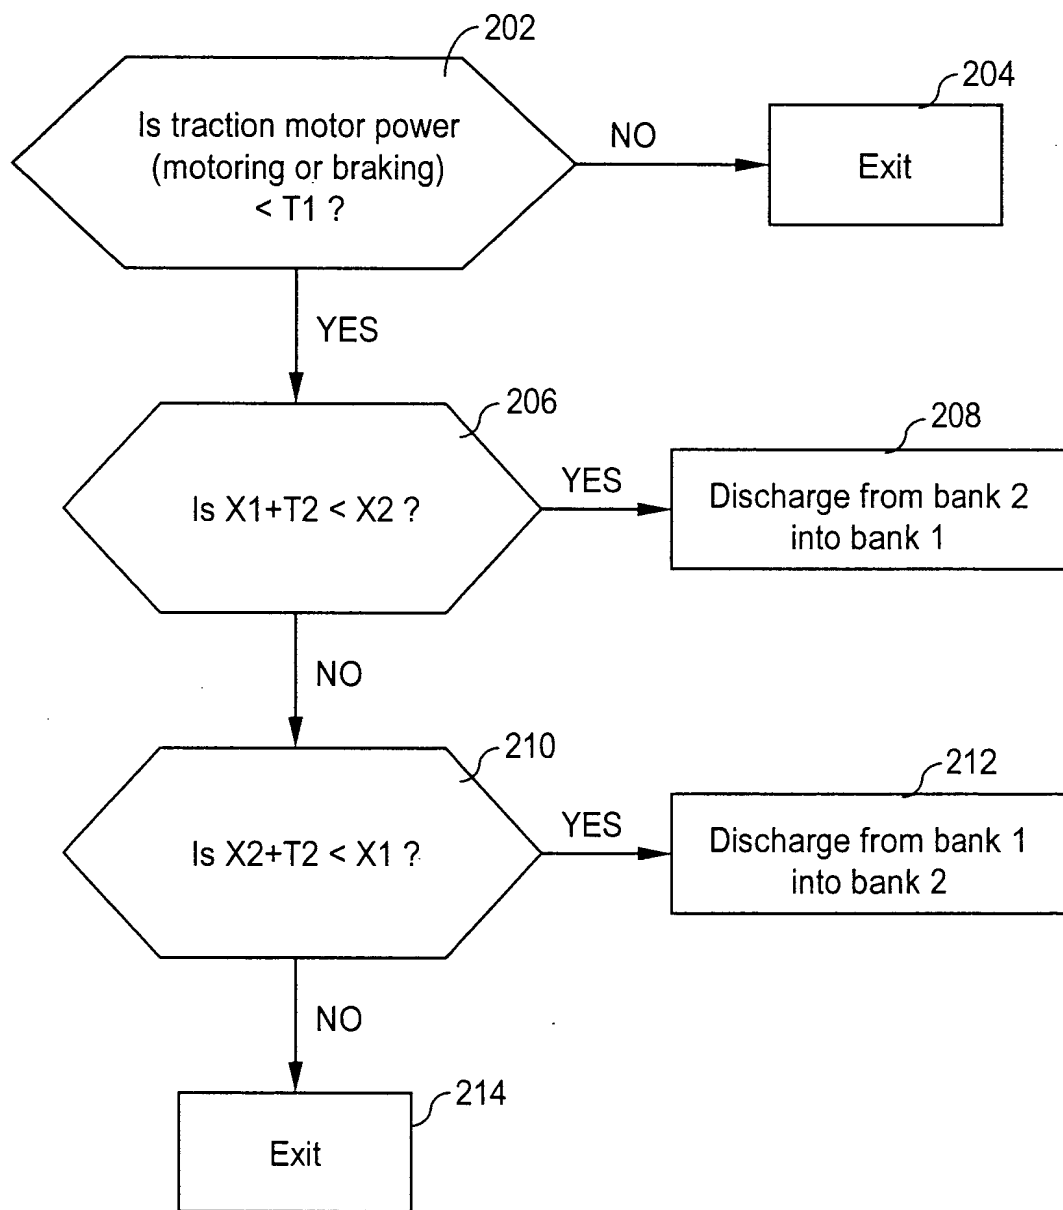 202
Is traction motor power
(motoring or braking)
< T1 ?
NO
204
Exit
YES
206
Is X1+T2 < X2 ?
YES
208
Discharge from bank 2
into bank 1
NO
210
Is X2+T2 < X1 ?
YES
212
Discharge from bank 1
into bank 2
NO
214
Exit